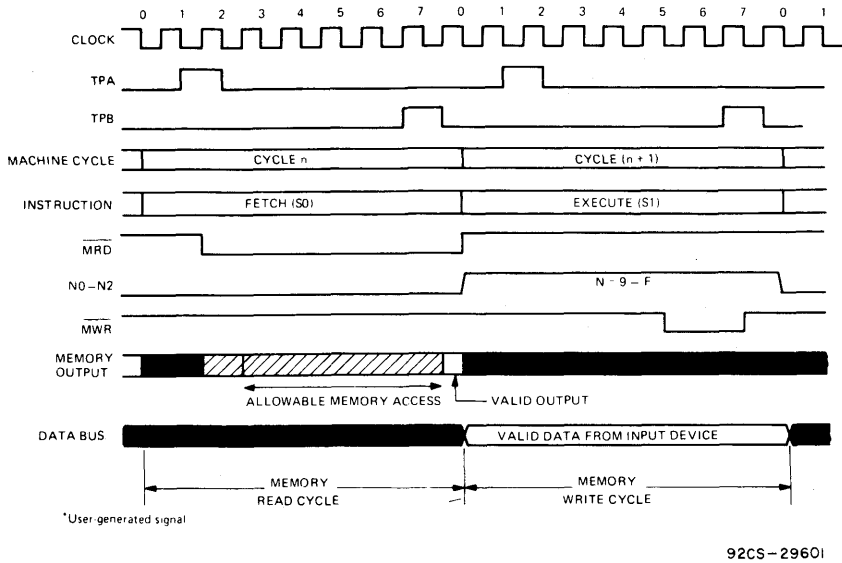 0 1 2 3 4 5 6 7 0 1 2 3 4 5 6 7 0 1
CLOCK
TPA
TPB
MACHINE CYCLE CYCLE n CYCLE (n + 1)
INSTRUCTION FETCH (S0) EXECUTE (S1)
MRD
N0–N2 N – 9 – F
MWR
MEMORY
OUTPUT
ALLOWABLE MEMORY ACCESS VALID OUTPUT
DATA BUS VALID DATA FROM INPUT DEVICE
MEMORY
READ CYCLE
MEMORY
WRITE CYCLE
*User-generated signal
92CS–29601